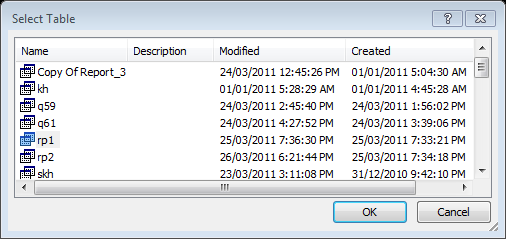 Select Table
Name Description Modified Created
Copy Of Report_3 24/03/2011 12:45:26 PM 01/01/2011 5:04:30 AM
kh 01/01/2011 5:28:29 AM 01/01/2011 4:45:28 AM
q59 24/03/2011 2:45:40 PM 24/03/2011 1:56:02 PM
q61 24/03/2011 4:27:52 PM 24/03/2011 3:39:06 PM
rp1 25/03/2011 7:36:30 PM 25/03/2011 7:33:21 PM
rp2 26/03/2011 6:21:44 PM 25/03/2011 7:34:18 PM
skh 23/03/2011 3:11:08 PM 31/12/2010 9:42:10 PM
OK Cancel